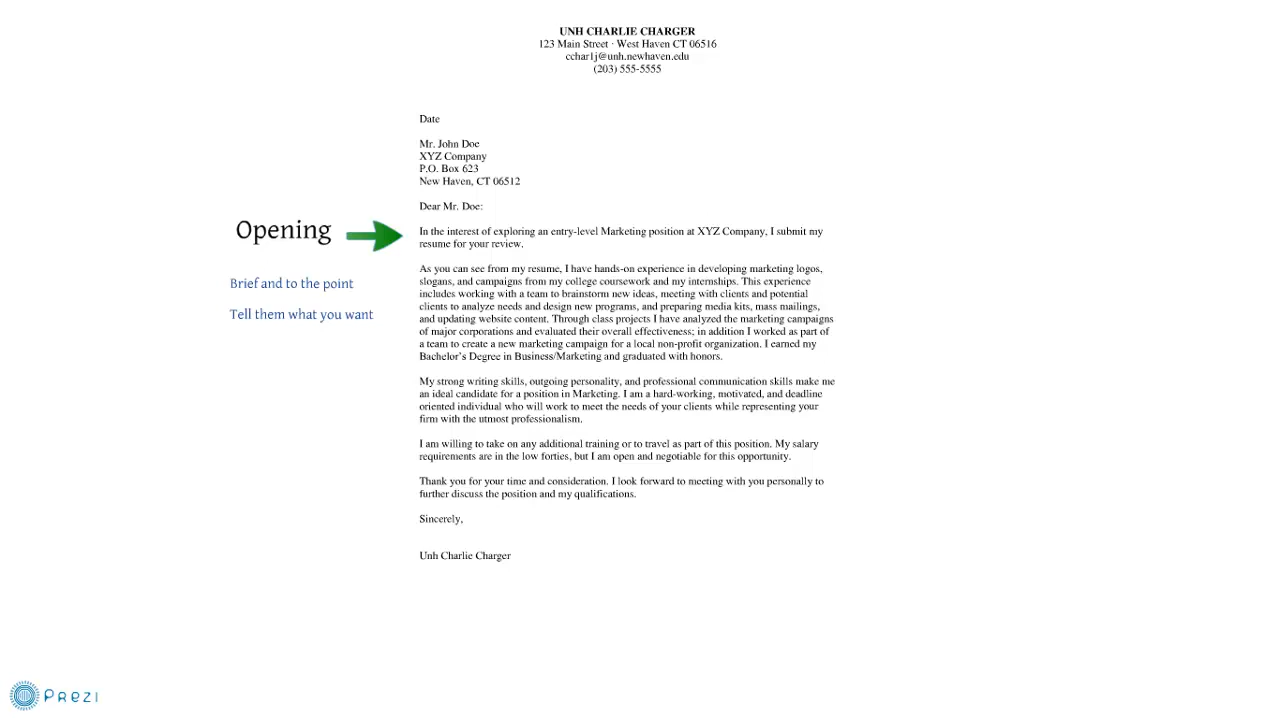 UNH CHARLIE CHARGER
123 Main Street · West Haven CT 06516
cchar1j@unh.newhaven.edu
(203) 555-5555
Date
Mr. John Doe
XYZ Company
P.O. Box 623
New Haven, CT 06512
Dear Mr. Doe:
Opening
Brief and to the point
Tell them what you want
In the interest of exploring an entry-level Marketing position at XYZ Company, I submit my
resume for your review.
As you can see from my resume, I have hands-on experience in developing marketing logos,
slogans, and campaigns from my college coursework and my internships. This experience
includes working with a team to brainstorm new ideas, meeting with clients and potential
clients to analyze needs and design new programs, and preparing media kits, mass mailings,
and updating website content. Through class projects I have analyzed the marketing campaigns
of major corporations and evaluated their overall effectiveness; in addition I worked as part of
a team to create a new marketing campaign for a local non-profit organization. I earned my
Bachelor's Degree in Business/Marketing and graduated with honors.
My strong writing skills, outgoing personality, and professional communication skills make me
an ideal candidate for a position in Marketing. I am a hard-working, motivated, and deadline
oriented individual who will work to meet the needs of your clients while representing your
firm with the utmost professionalism.
I am willing to take on any additional training or to travel as part of this position. My salary
requirements are in the low forties, but I am open and negotiable for this opportunity.
Thank you for your time and consideration. I look forward to meeting with you personally to
further discuss the position and my qualifications.
Sincerely,
Unh Charlie Charger
Prezi